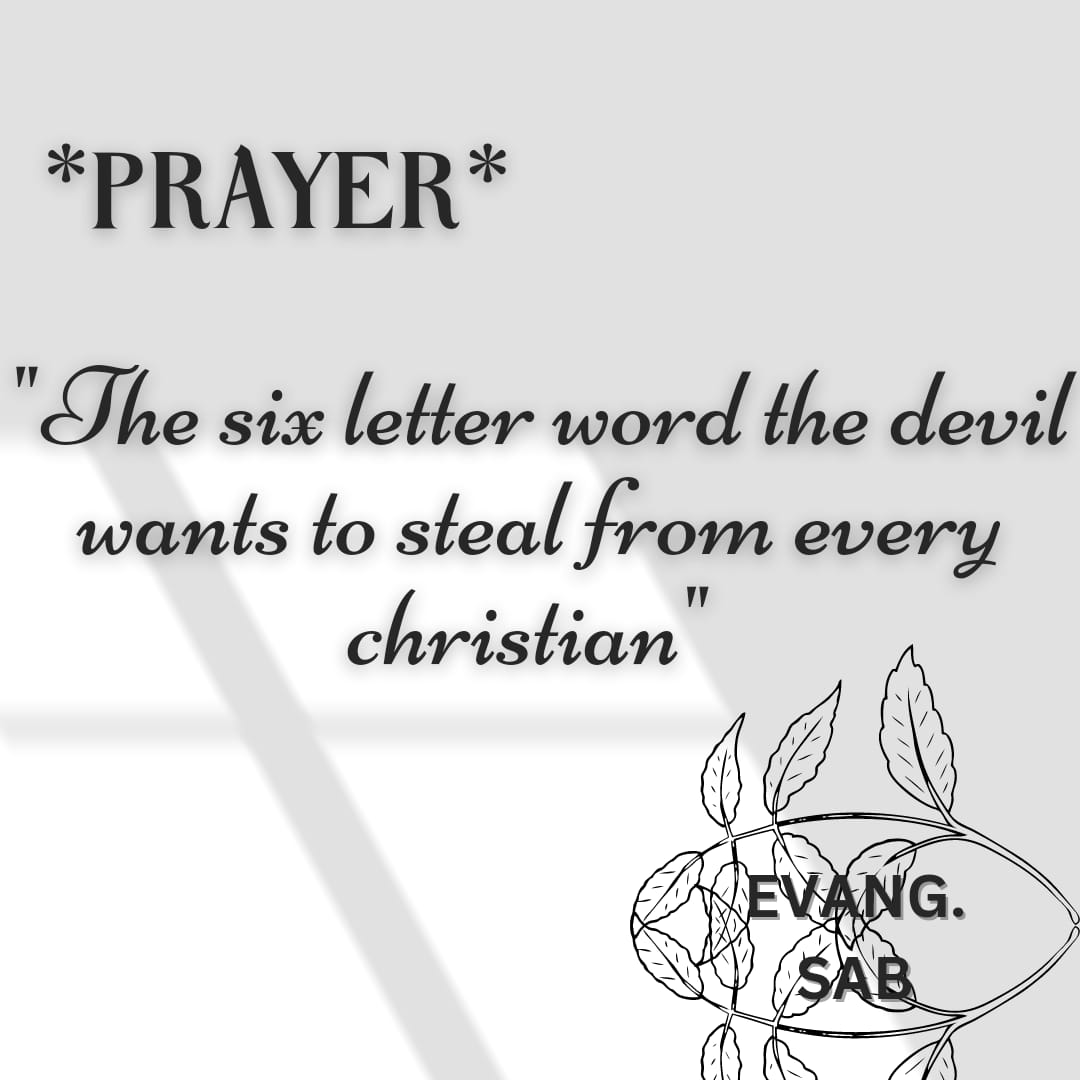 *PRAYER*
"The six letter word the devil
wants to steal from every
christian"
EVANG.
SAB